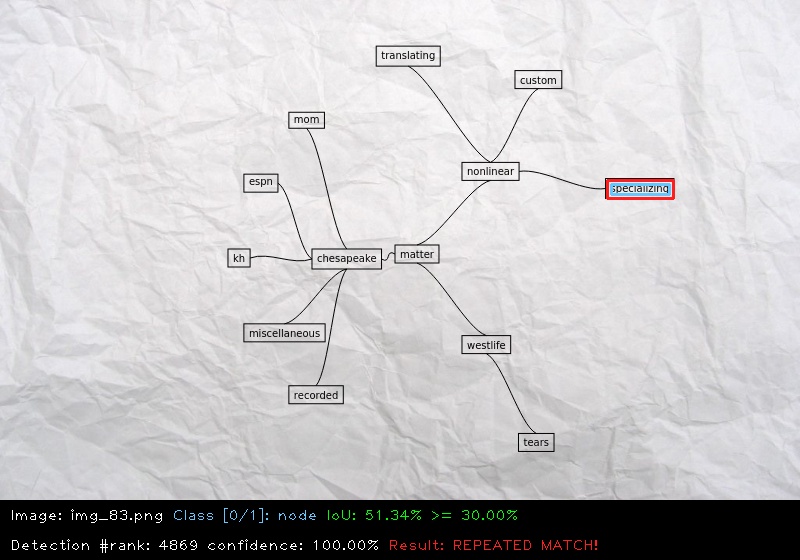 translating
custom
mom
nonlinear
espn
specializing
matter
kh
chesapeake
miscellaneous
westlife
recorded
tears
Image: img_83.png Class [0/1]: node IoU: 51.34% >= 30.00%
Detection #rank: 4869 confidence: 100.00% Result: REPEATED MATCH!